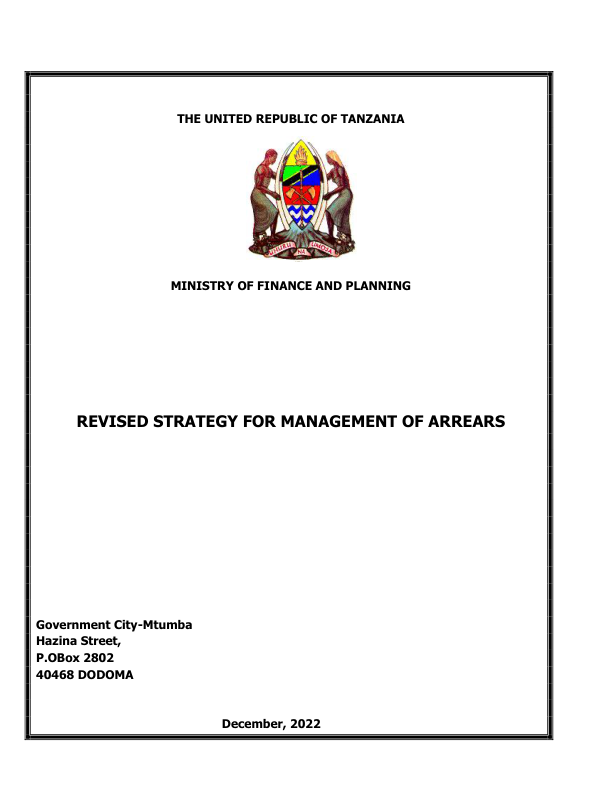 THE UNITED REPUBLIC OF TANZANIA
UHURU NA UMOJA
MINISTRY OF FINANCE AND PLANNING
REVISED STRATEGY FOR MANAGEMENT OF ARREARS
Government City-Mtumba
Hazina Street,
P.OBox 2802
40468 DODOMA
December, 2022